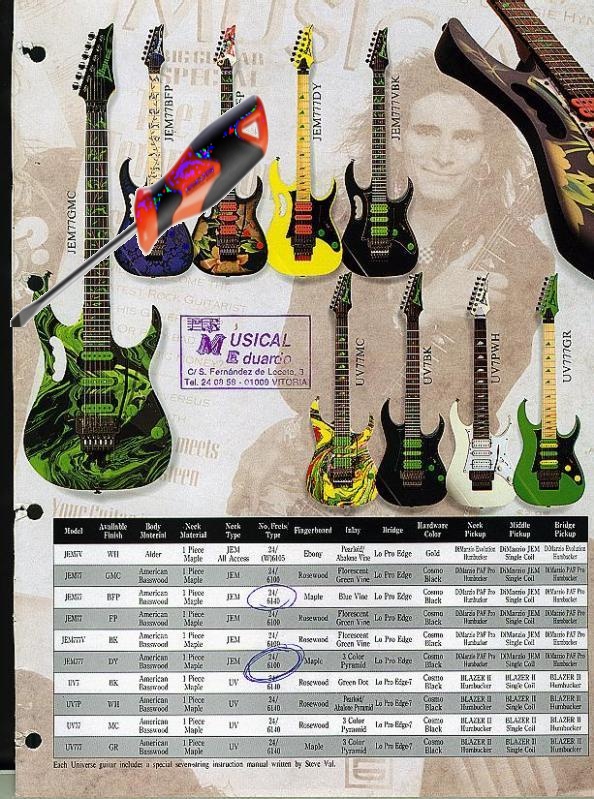 JEM77BFP
JEM777DY
JEM777VBK
JEM77GMC
MÚSICAL
Eduardo
C/ S. Fernández de Leceta, 3
Tel. 24 08 58 - 01009 VITORIA
UV77MC
UV7BK
UV7PWH
UV777GR
Model Available Finish Body Material Neck Material Neck Type No. Frets/ Type Fingerboard Inlay Bridge Hardware Color Neck Pickup Middle Pickup Bridge Pickup
JEM7V WH Alder 1 Piece Maple JEM All Access 24/ (W)6105 Ebony Pearloid/ Abalone Vine Lo Pro Edge Gold DiMarzio Evolution Humbucker DiMarzio JEM Single Coil DiMarzio Evolution Humbucker
JEM77 GMC American Basswood 1 Piece Maple JEM 24/ 6100 Rosewood Florescent Green Vine Lo Pro Edge Cosmo Black DiMarzio PAF Pro Humbucker DiMarzio JEM Single Coil DiMarzio PAF Pro Humbucker
JEM77 BFP American Basswood 1 Piece Maple JEM 24/ 6140 Maple Blue Vine Lo Pro Edge Cosmo Black DiMarzio PAF Pro Humbucker DiMarzio JEM Single Coil DiMarzio PAF Pro Humbucker
JEM77 FP American Basswood 1 Piece Maple JEM 24/ Rosewood Florescent Green Vine Lo Pro Edge Cosmo Black DiMarzio PAF Pro Humbucker DiMarzio JEM Single Coil DiMarzio PAF Pro Humbucker
JEM777V BK American Basswood 1 Piece Maple JEM 24/ Rosewood Florescent Green Vine Lo Pro Edge Cosmo Black DiMarzio PAF Pro Humbucker DiMarzio JEM Single Coil DiMarzio PAF Pro Humbucker
JEM777 DY American Basswood 1 Piece Maple JEM 24/ 6100 Maple 3 Color Pyramid Lo Pro Edge Cosmo Black DiMarzio PAF Pro Humbucker DiMarzio JEM Single Coil DiMarzio PAF Pro Humbucker
UV7 BK American Basswood 1 Piece Maple UV 24/ 6140 Rosewood Green Dot Lo Pro Edge-7 Cosmo Black BLAZER II Humbucker BLAZER II Single Coil BLAZER II Humbucker
UV7P WH American Basswood 1 Piece Maple UV 24/ 6140 Rosewood Pearloid/ Abalone Pyramid Lo Pro Edge-7 Cosmo Black BLAZER II Humbucker BLAZER II Single Coil BLAZER II Humbucker
UV77 MC American Basswood 1 Piece Maple UV 24/ 6140 Rosewood 3 Color Pyramid Lo Pro Edge-7 Cosmo Black BLAZER II Humbucker BLAZER II Single Coil BLAZER II Humbucker
UV777 GR American Basswood 1 Piece Maple UV 24/ 6140 Maple 3 Color Pyramid Lo Pro Edge-7 Cosmo Black BLAZER II Humbucker BLAZER II Single Coil BLAZER II Humbucker
Each Universe guitar includes a special seven-string instruction manual written by Steve Vai.